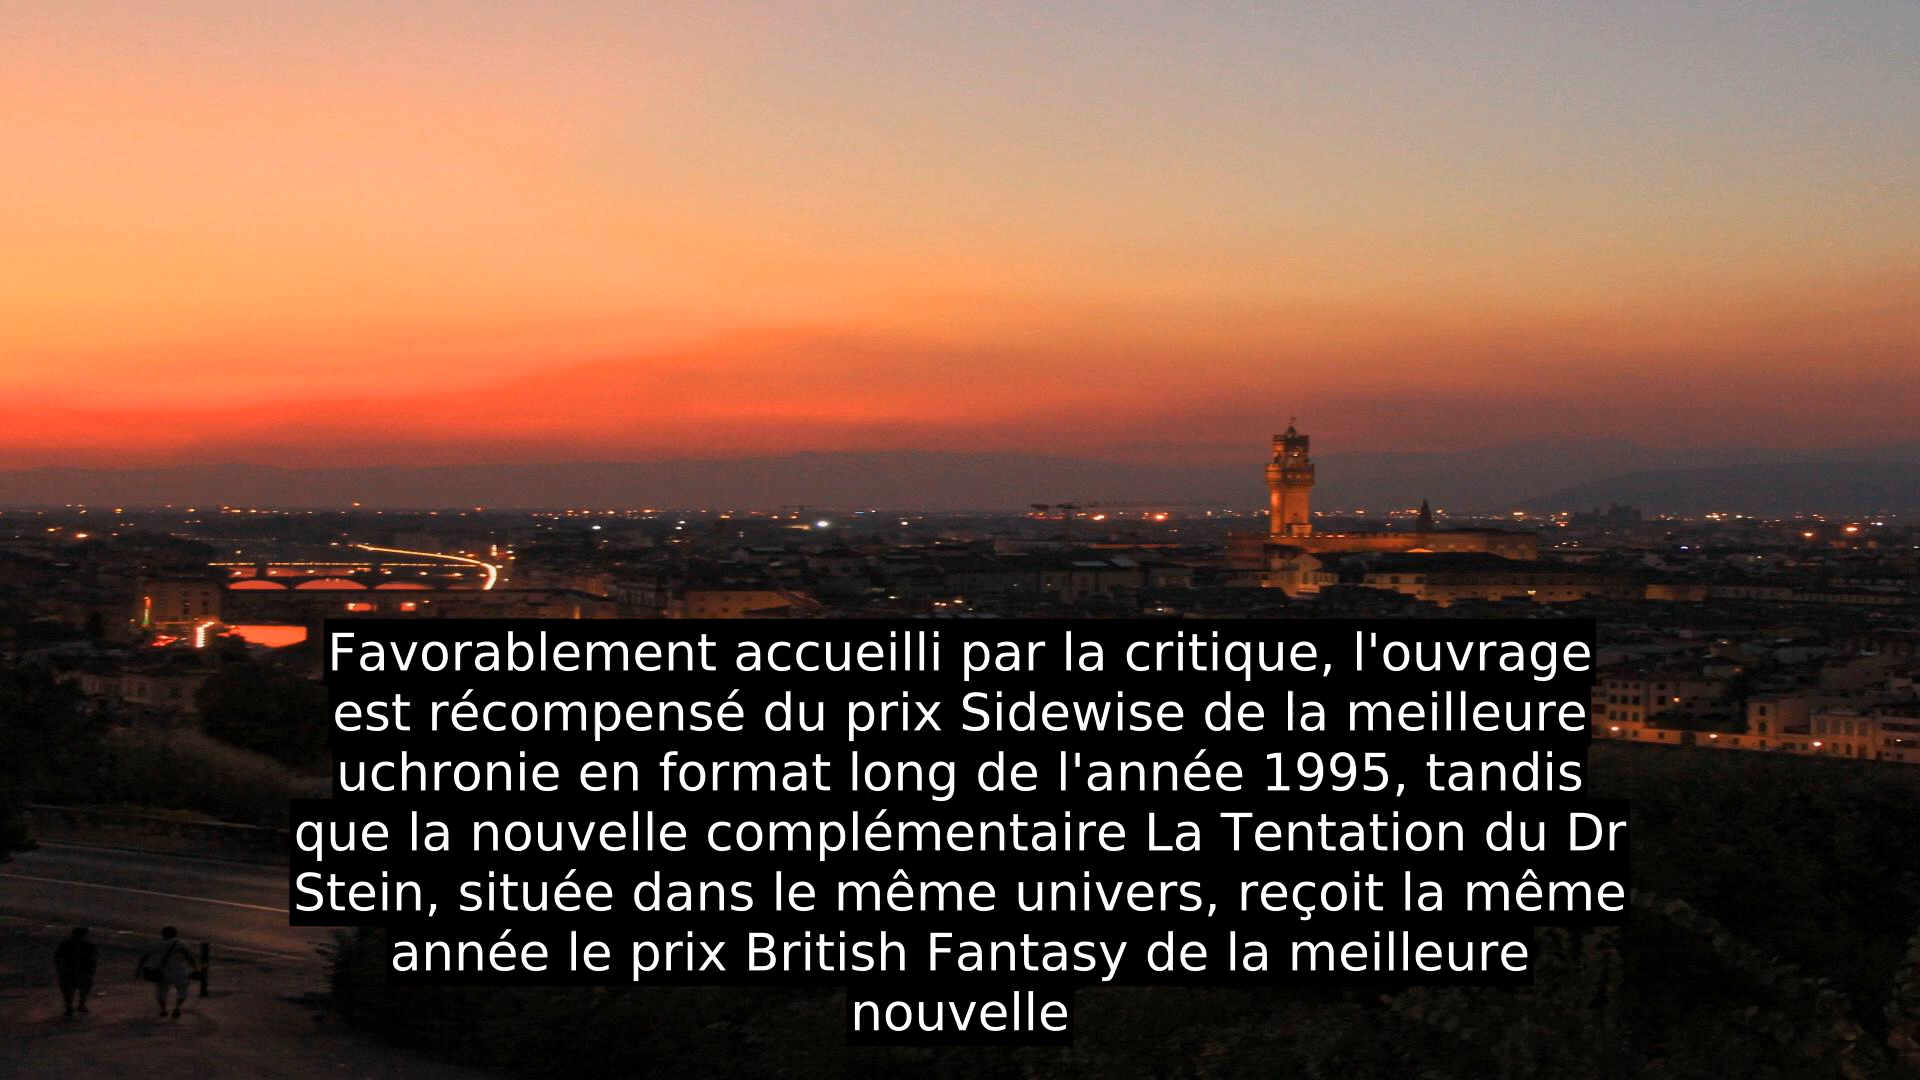 Favorablement accueilli par la critique, l'ouvrage
est récompensé du prix Sidewise de la meilleure
uchronie en format long de l'année 1995, tandis
que la nouvelle complémentaire La Tentation du Dr
Stein, située dans le même univers, reçoit la même
année le prix British Fantasy de la meilleure
nouvelle